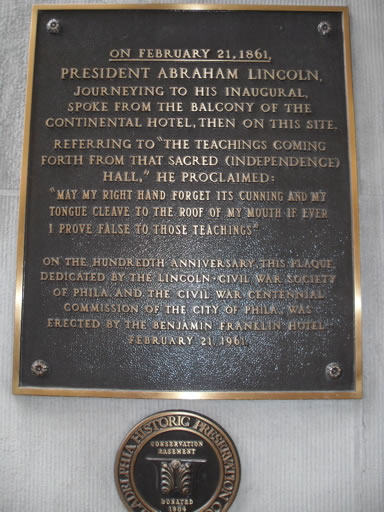 ON FEBRUARY 21, 1861,
PRESIDENT ABRAHAM LINCOLN,
JOURNEYING TO HIS INAUGURAL,
SPOKE FROM THE BALCONY OF THE
CONTINENTAL HOTEL, THEN ON THIS SITE.
REFERRING TO "THE TEACHINGS COMING
FORTH FROM THAT SACRED (INDEPENDENCE)
HALL," HE PROCLAIMED:
"MAY MY RIGHT HAND FORGET ITS CUNNING AND MY
TONGUE CLEAVE TO THE ROOF OF MY MOUTH IF EVER
I PROVE FALSE TO THOSE TEACHINGS"
ON THE HUNDREDTH ANNIVERSARY, THIS PLAQUE,
DEDICATED BY THE LINCOLN-CIVIL WAR SOCIETY
OF PHILA. AND THE CIVIL WAR CENTENNIAL
COMMISSION OF THE CITY OF PHILA., WAS
ERECTED BY THE BENJAMIN FRANKLIN HOTEL
FEBRUARY 21, 1961.
ADELPHIA HISTORIC PRESERVATION CO
CONSERVATION
EASEMENT
DONATED